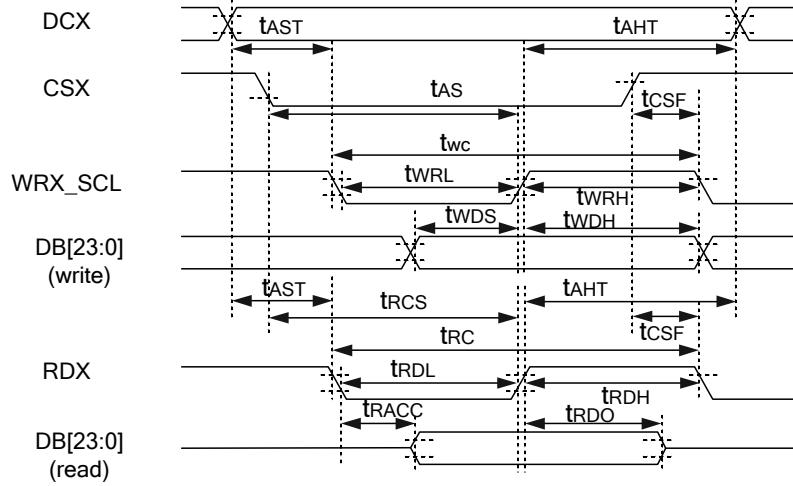 DCX
tAST
tAHT
CSX
tAS
tCSF
twc
WRX_SCL
tWRL
tWRH
tWDS
tWDH
DB[23:0]
(write)
tAST
tRCS
tAHT
tCSF
tRC
RDX
tRDL
tRDH
tRACC
tRDO
DB[23:0]
(read)